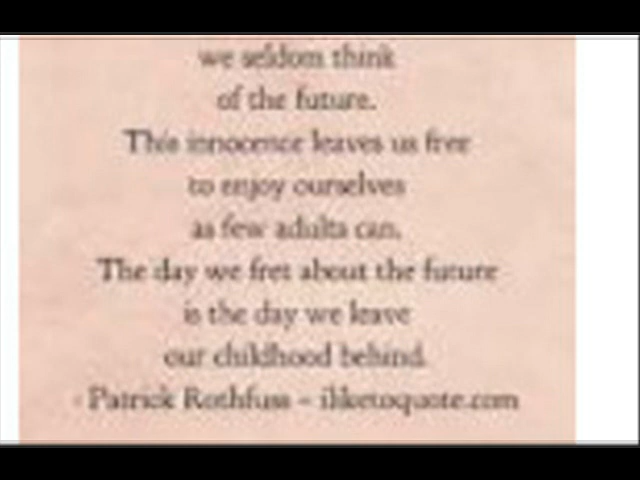 we seldom think
of the future.
This innocence leaves us free
to enjoy ourselves
as few adults can.
The day we fret about the future
is the day we leave
our childhood behind.
- Patrick Rothfuss ~ iliketoquote.com